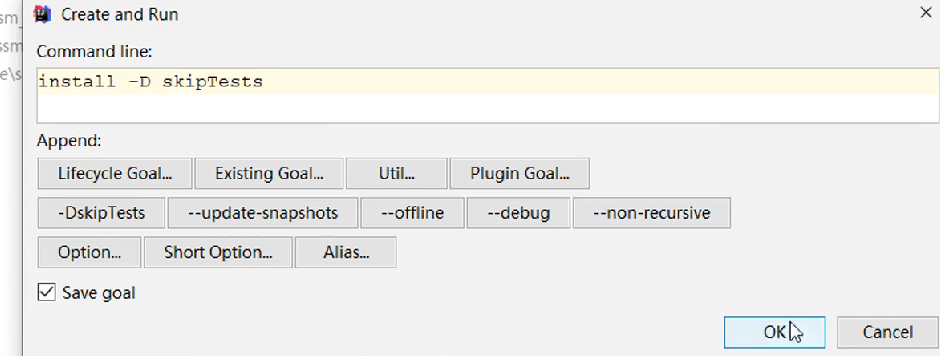 sm_
Create and Run
ssm
Command line:
e\s
install -D skipTests
Append:
Lifecycle Goal... Existing Goal... Util... Plugin Goal...
-DskipTests --update-snapshots --offline --debug --non-recursive
Option... Short Option... Alias...
Save goal
OK Cancel